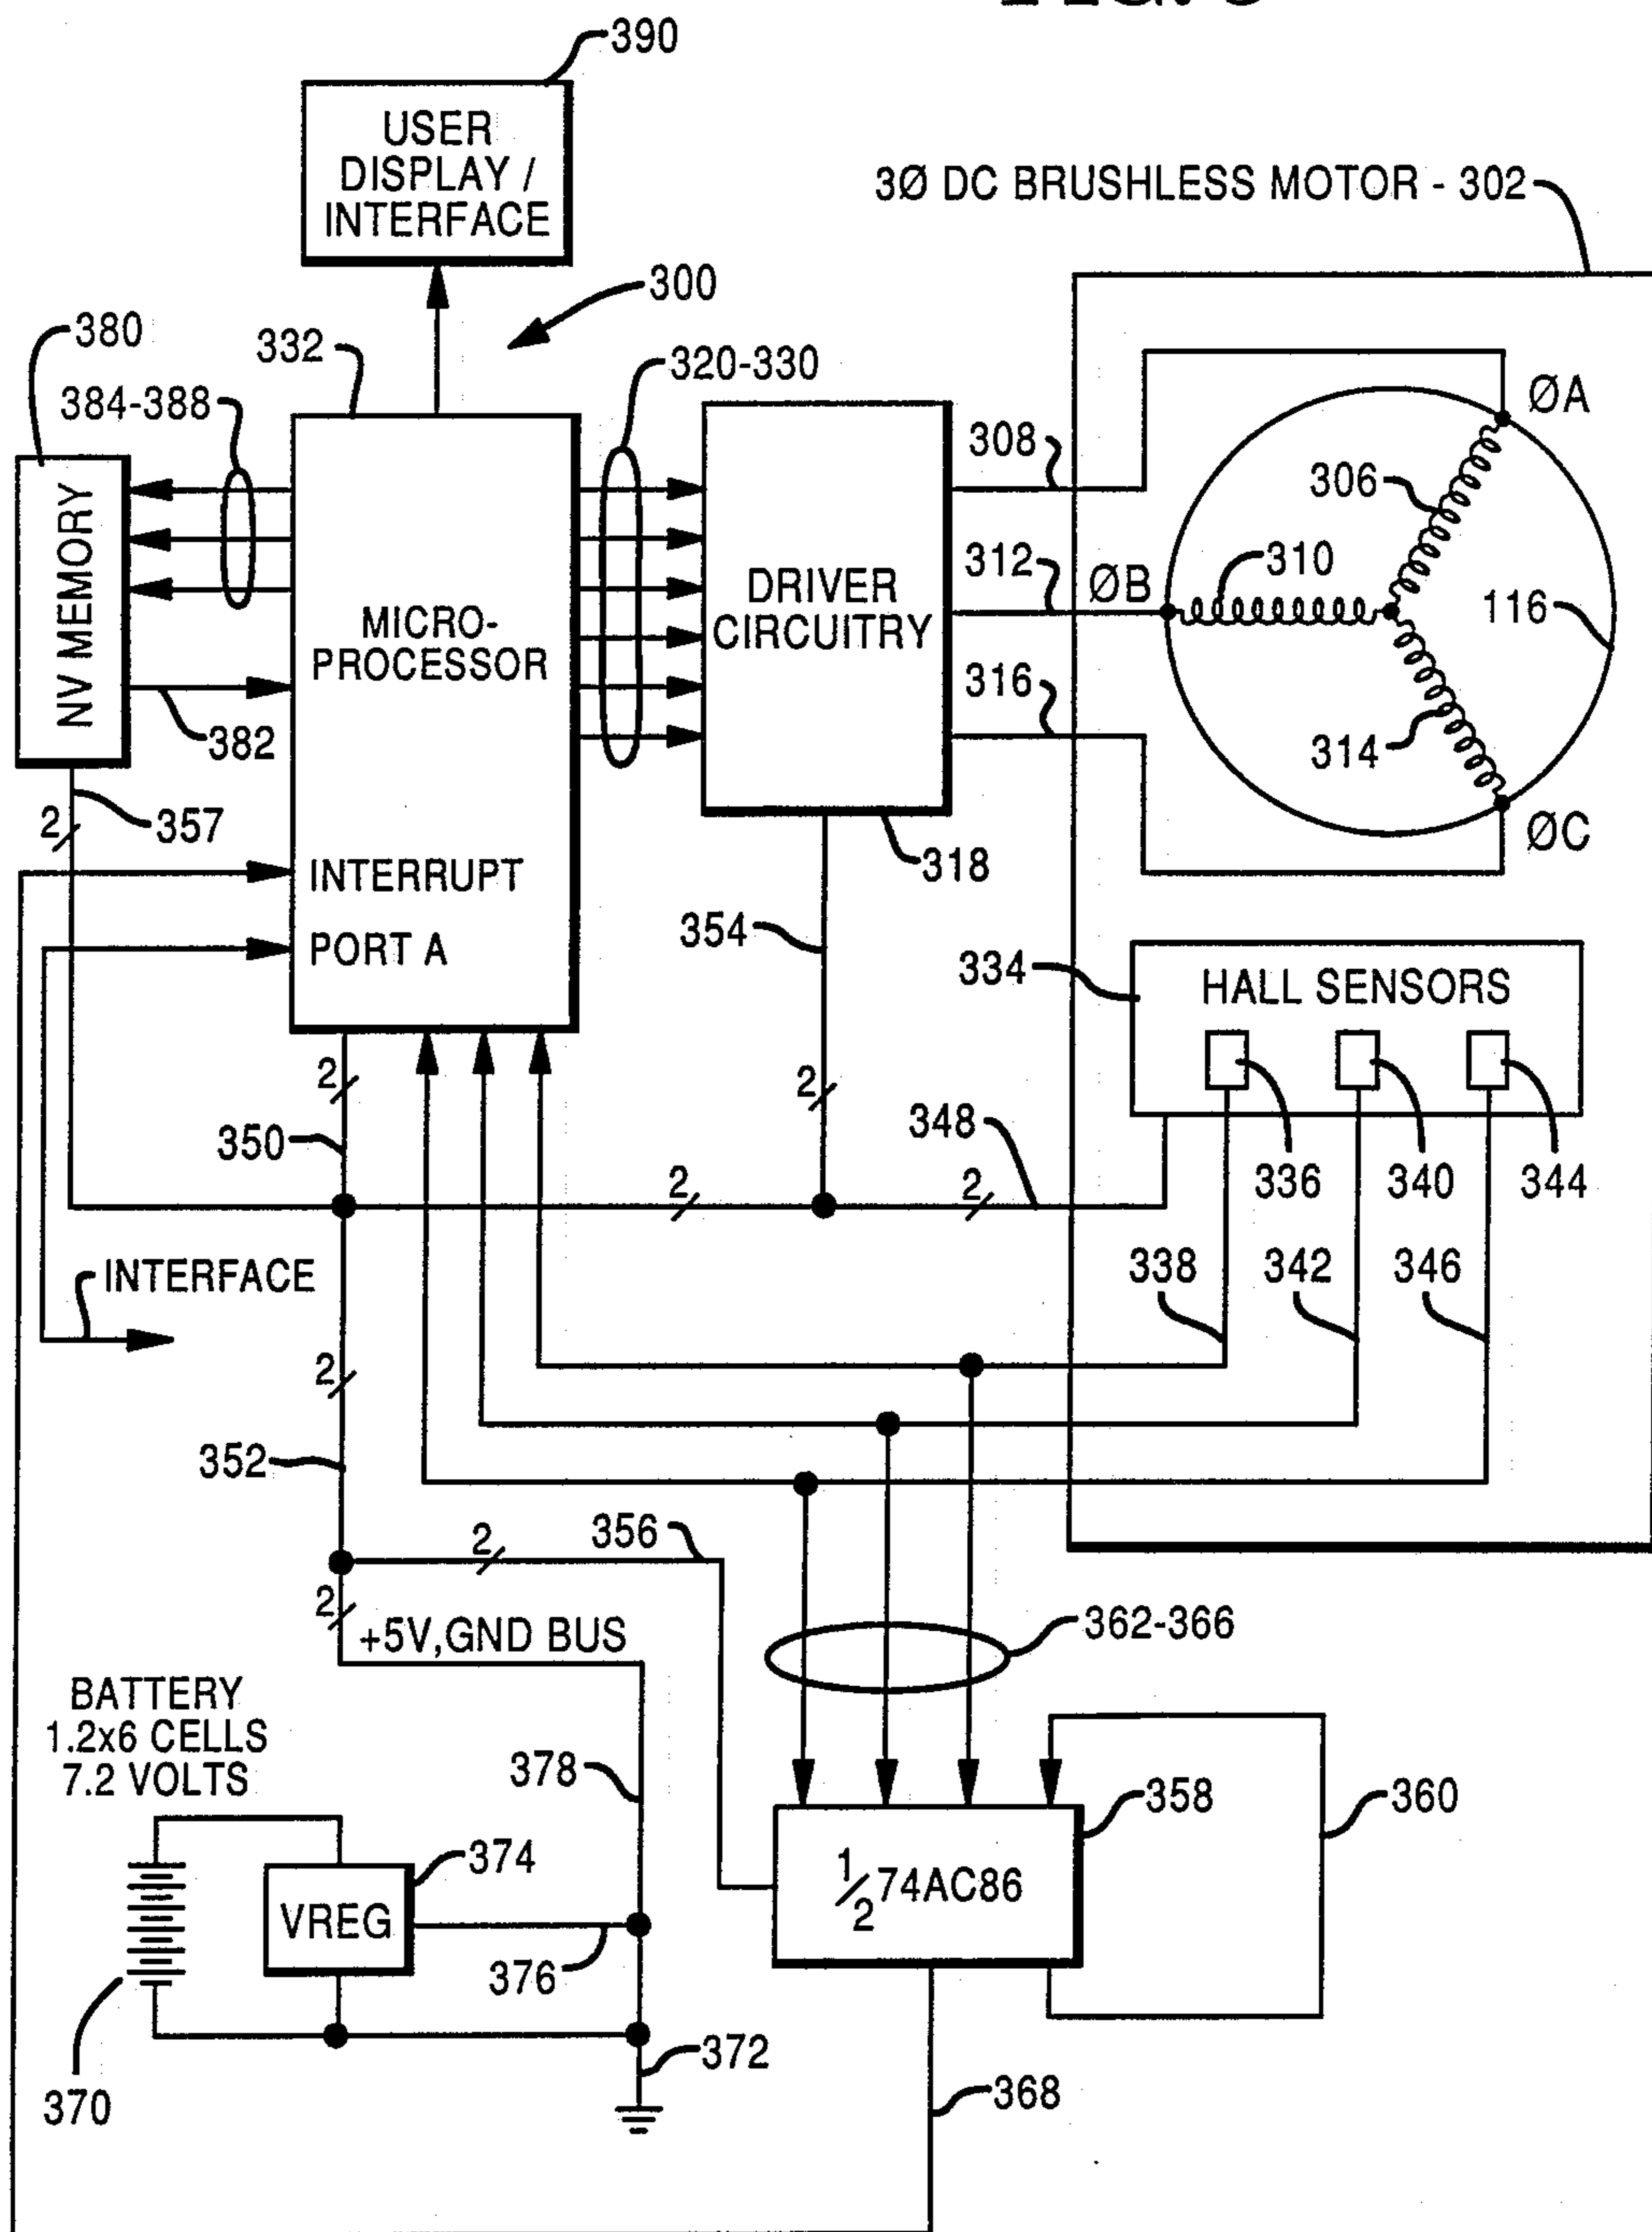 390
USER
DISPLAY /
INTERFACE
3Ø DC BRUSHLESS MOTOR - 302
300
380
332
320-330
384-388
ØA
308
306
NV MEMORY
MICRO-
PROCESSOR
DRIVER
CIRCUITRY
312
ØB
310
116
316
314
382
2
357
ØC
INTERRUPT
318
PORT A
354
334
HALL SENSORS
2
2
350
348
336
340
344
2
2
INTERFACE
338
342
346
2
352
2
356
2
+5V,GND BUS
362-366
BATTERY
1.2x6 CELLS
7.2 VOLTS
378
358
360
374
VREG
1/2 74AC86
376
372
370
368